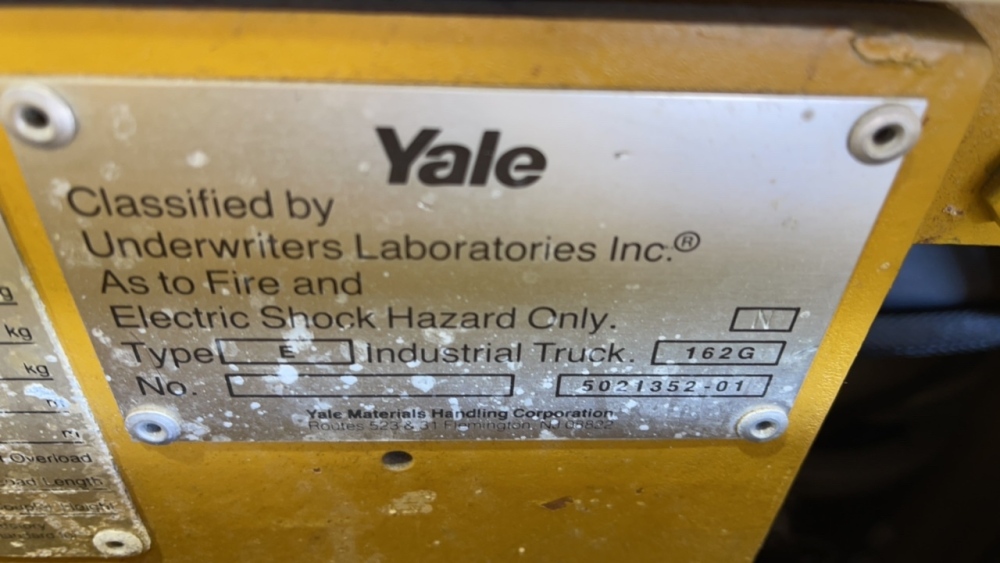 Yale
Classified by
Underwriters Laboratories Inc.®
As to Fire and
Electric Shock Hazard Only. N
Type E Industrial Truck. 162G
No. 5021352-01
Yale Materials Handling Corporation
Routes 523 & 31 Flemington, NJ 08822
g
kg
kg
m
m
Overload
Load Length
Height